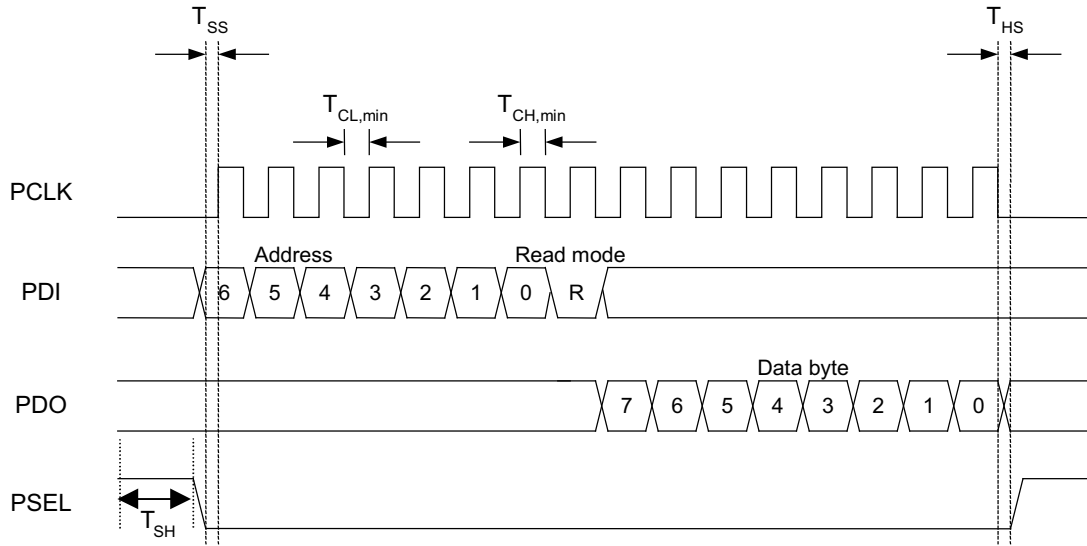 TSS THS
TCL,min TCH,min
PCLK
Address Read mode
PDI 6 5 4 3 2 1 0 R
Data byte
PDO 7 6 5 4 3 2 1 0
PSEL
TSH